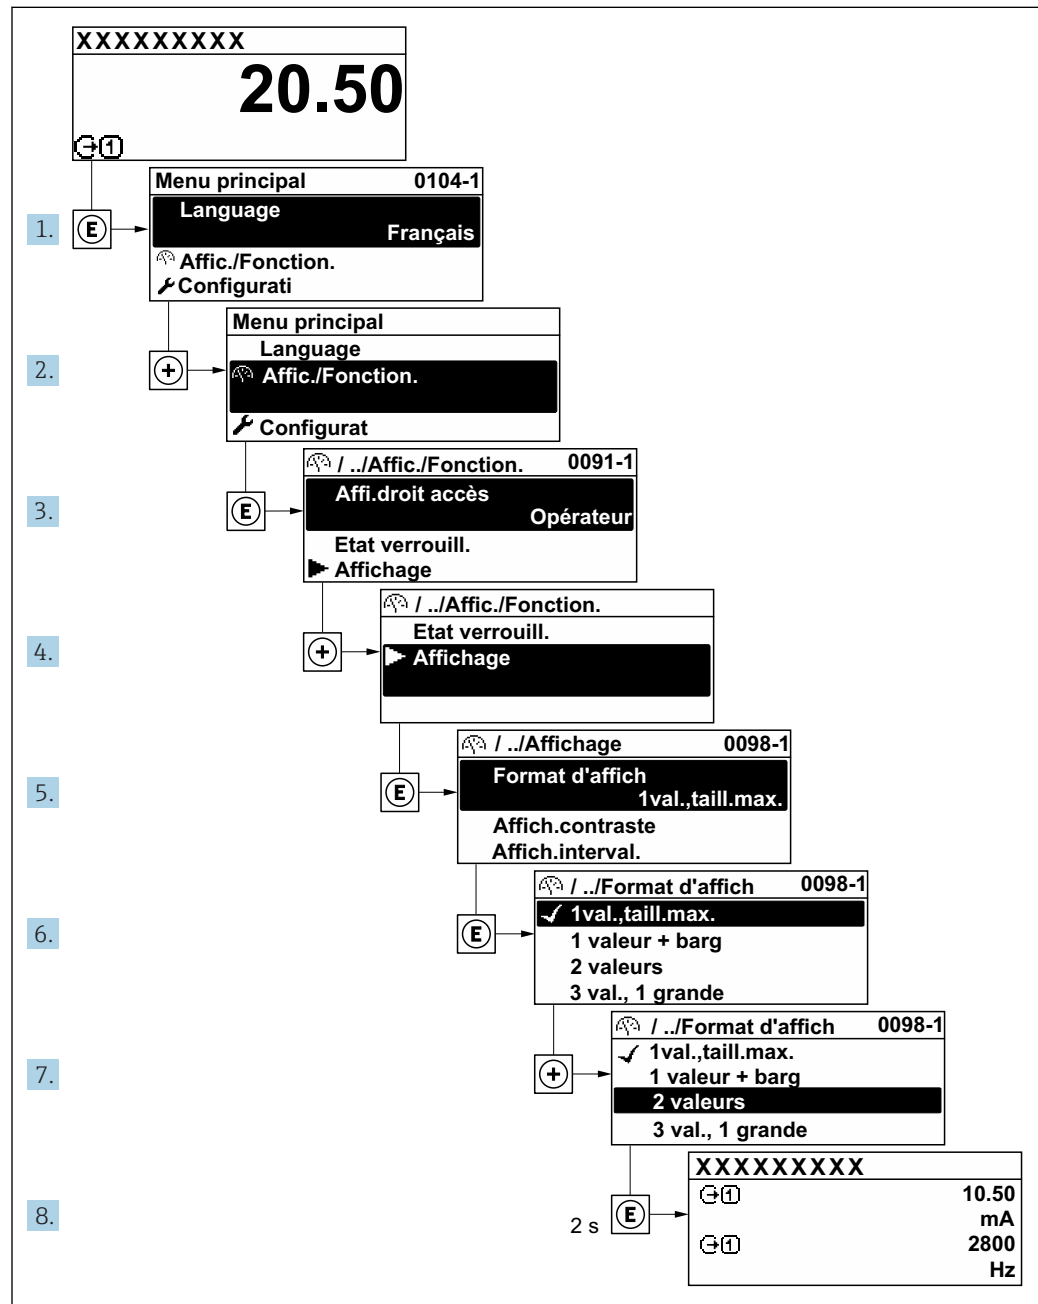 XXXXXXXXX
20.50
1
Menu principal 0104-1
Language
Français
1. E
Affic./Fonction.
Configurati
Menu principal
Language
2. +
Affic./Fonction.
Configurat
/ ../Affic./Fonction. 0091-1
Affi.droit accès
3. E
Opérateur
Etat verrouill.
Affichage
/ ../Affic./Fonction.
Etat verrouill.
4. +
Affichage
/ ../Affichage 0098-1
Format d'affich
5. E
1val.,taill.max.
Affich.contraste
Affich.interval.
/ ../Format d'affich 0098-1
1val.,taill.max.
6. E
1 valeur + barg
2 valeurs
3 val., 1 grande
/ ../Format d'affich 0098-1
1val.,taill.max.
7. +
1 valeur + barg
2 valeurs
3 val., 1 grande
XXXXXXXXX
1 10.50
8. 2 s E
mA
1 2800
Hz